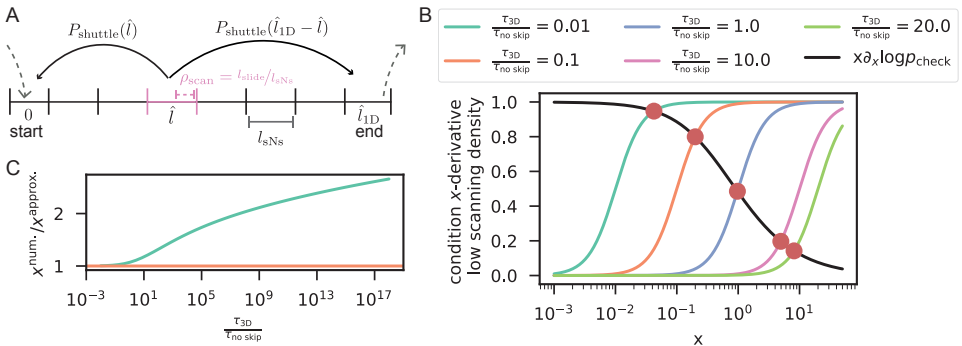 A
P_shuttle(l̂)
P_shuttle(l̂_1D − l̂)
ρ_scan = l_slide/l_sNs
0
start
l̂
l_sNs
l̂_1D
end
B
τ_3D/τ_no skip = 0.01
τ_3D/τ_no skip = 0.1
τ_3D/τ_no skip = 1.0
τ_3D/τ_no skip = 10.0
τ_3D/τ_no skip = 20.0
x∂_x logp_check
condition x-derivative
low scanning density
1.0
0.8
0.6
0.4
0.2
0.0
10^−3
10^−2
10^−1
10^0
10^1
x
C
x^num./x^approx.
2
1
10^−3
10^1
10^5
10^9
10^13
10^17
τ_3D/τ_no skip